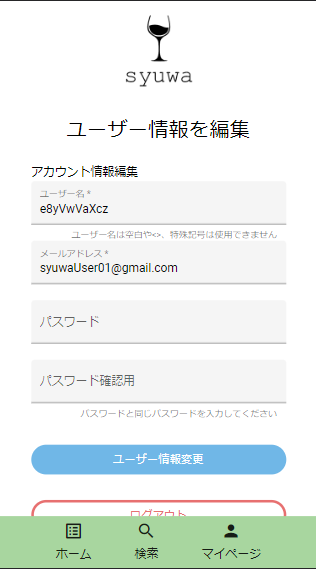 syuwa
ユーザー情報を編集
アカウント情報編集
ユーザー名 *
e8yVwVaXcz
ユーザー名は空白や<>、特殊記号は使用できません
メールアドレス *
syuwaUser01@gmail.com
パスワード
パスワード確認用
パスワードと同じパスワードを入力してください
ユーザー情報変更
ログアウト
ホーム 検索 マイページ